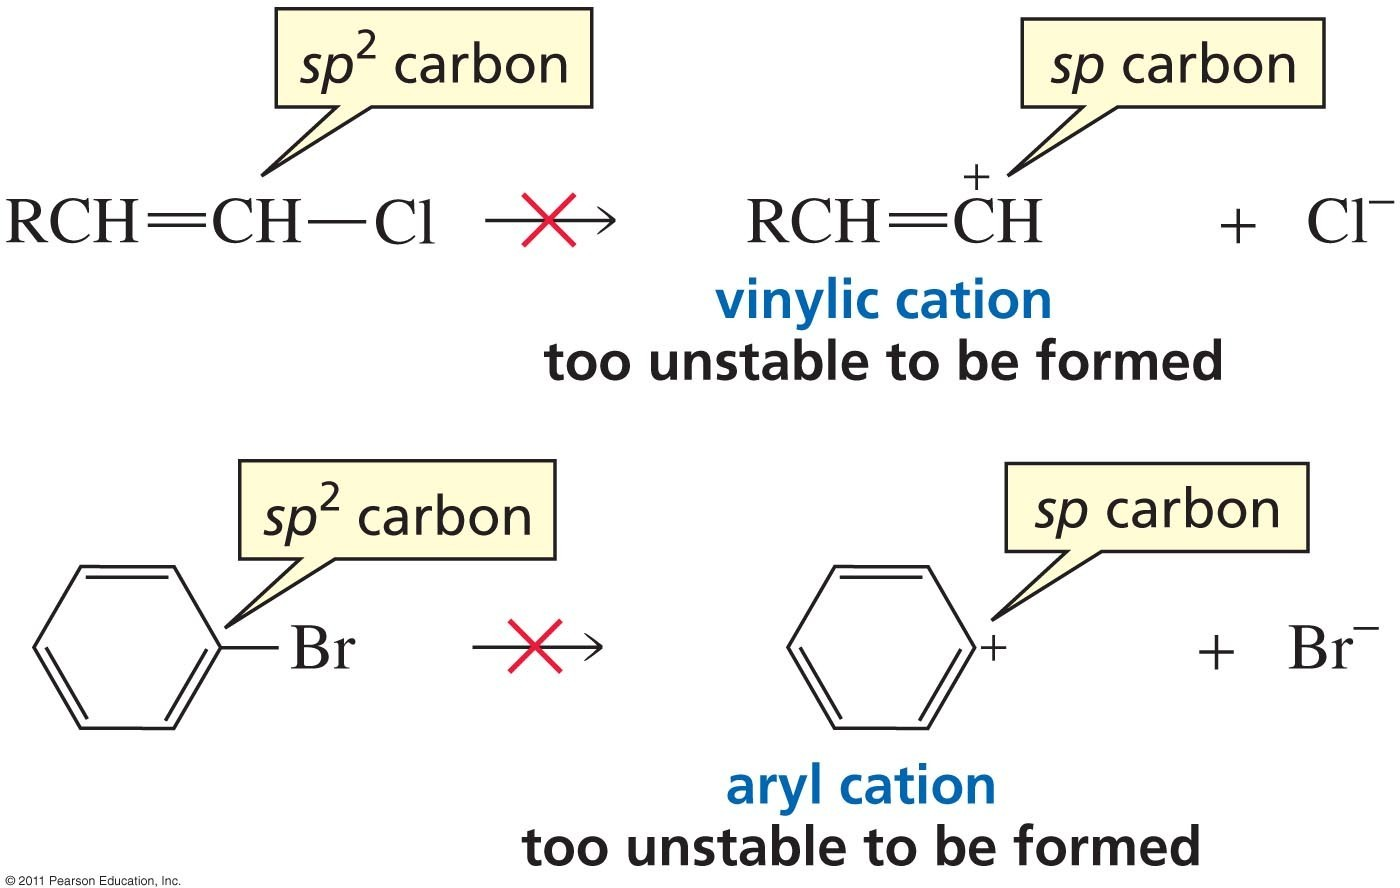 sp² carbon
sp carbon
RCH=CH—Cl
RCH=C⁺H + Cl⁻
vinylic cation
too unstable to be formed
sp² carbon
sp carbon
Br
+ + Br⁻
aryl cation
too unstable to be formed
© 2011 Pearson Education, Inc.